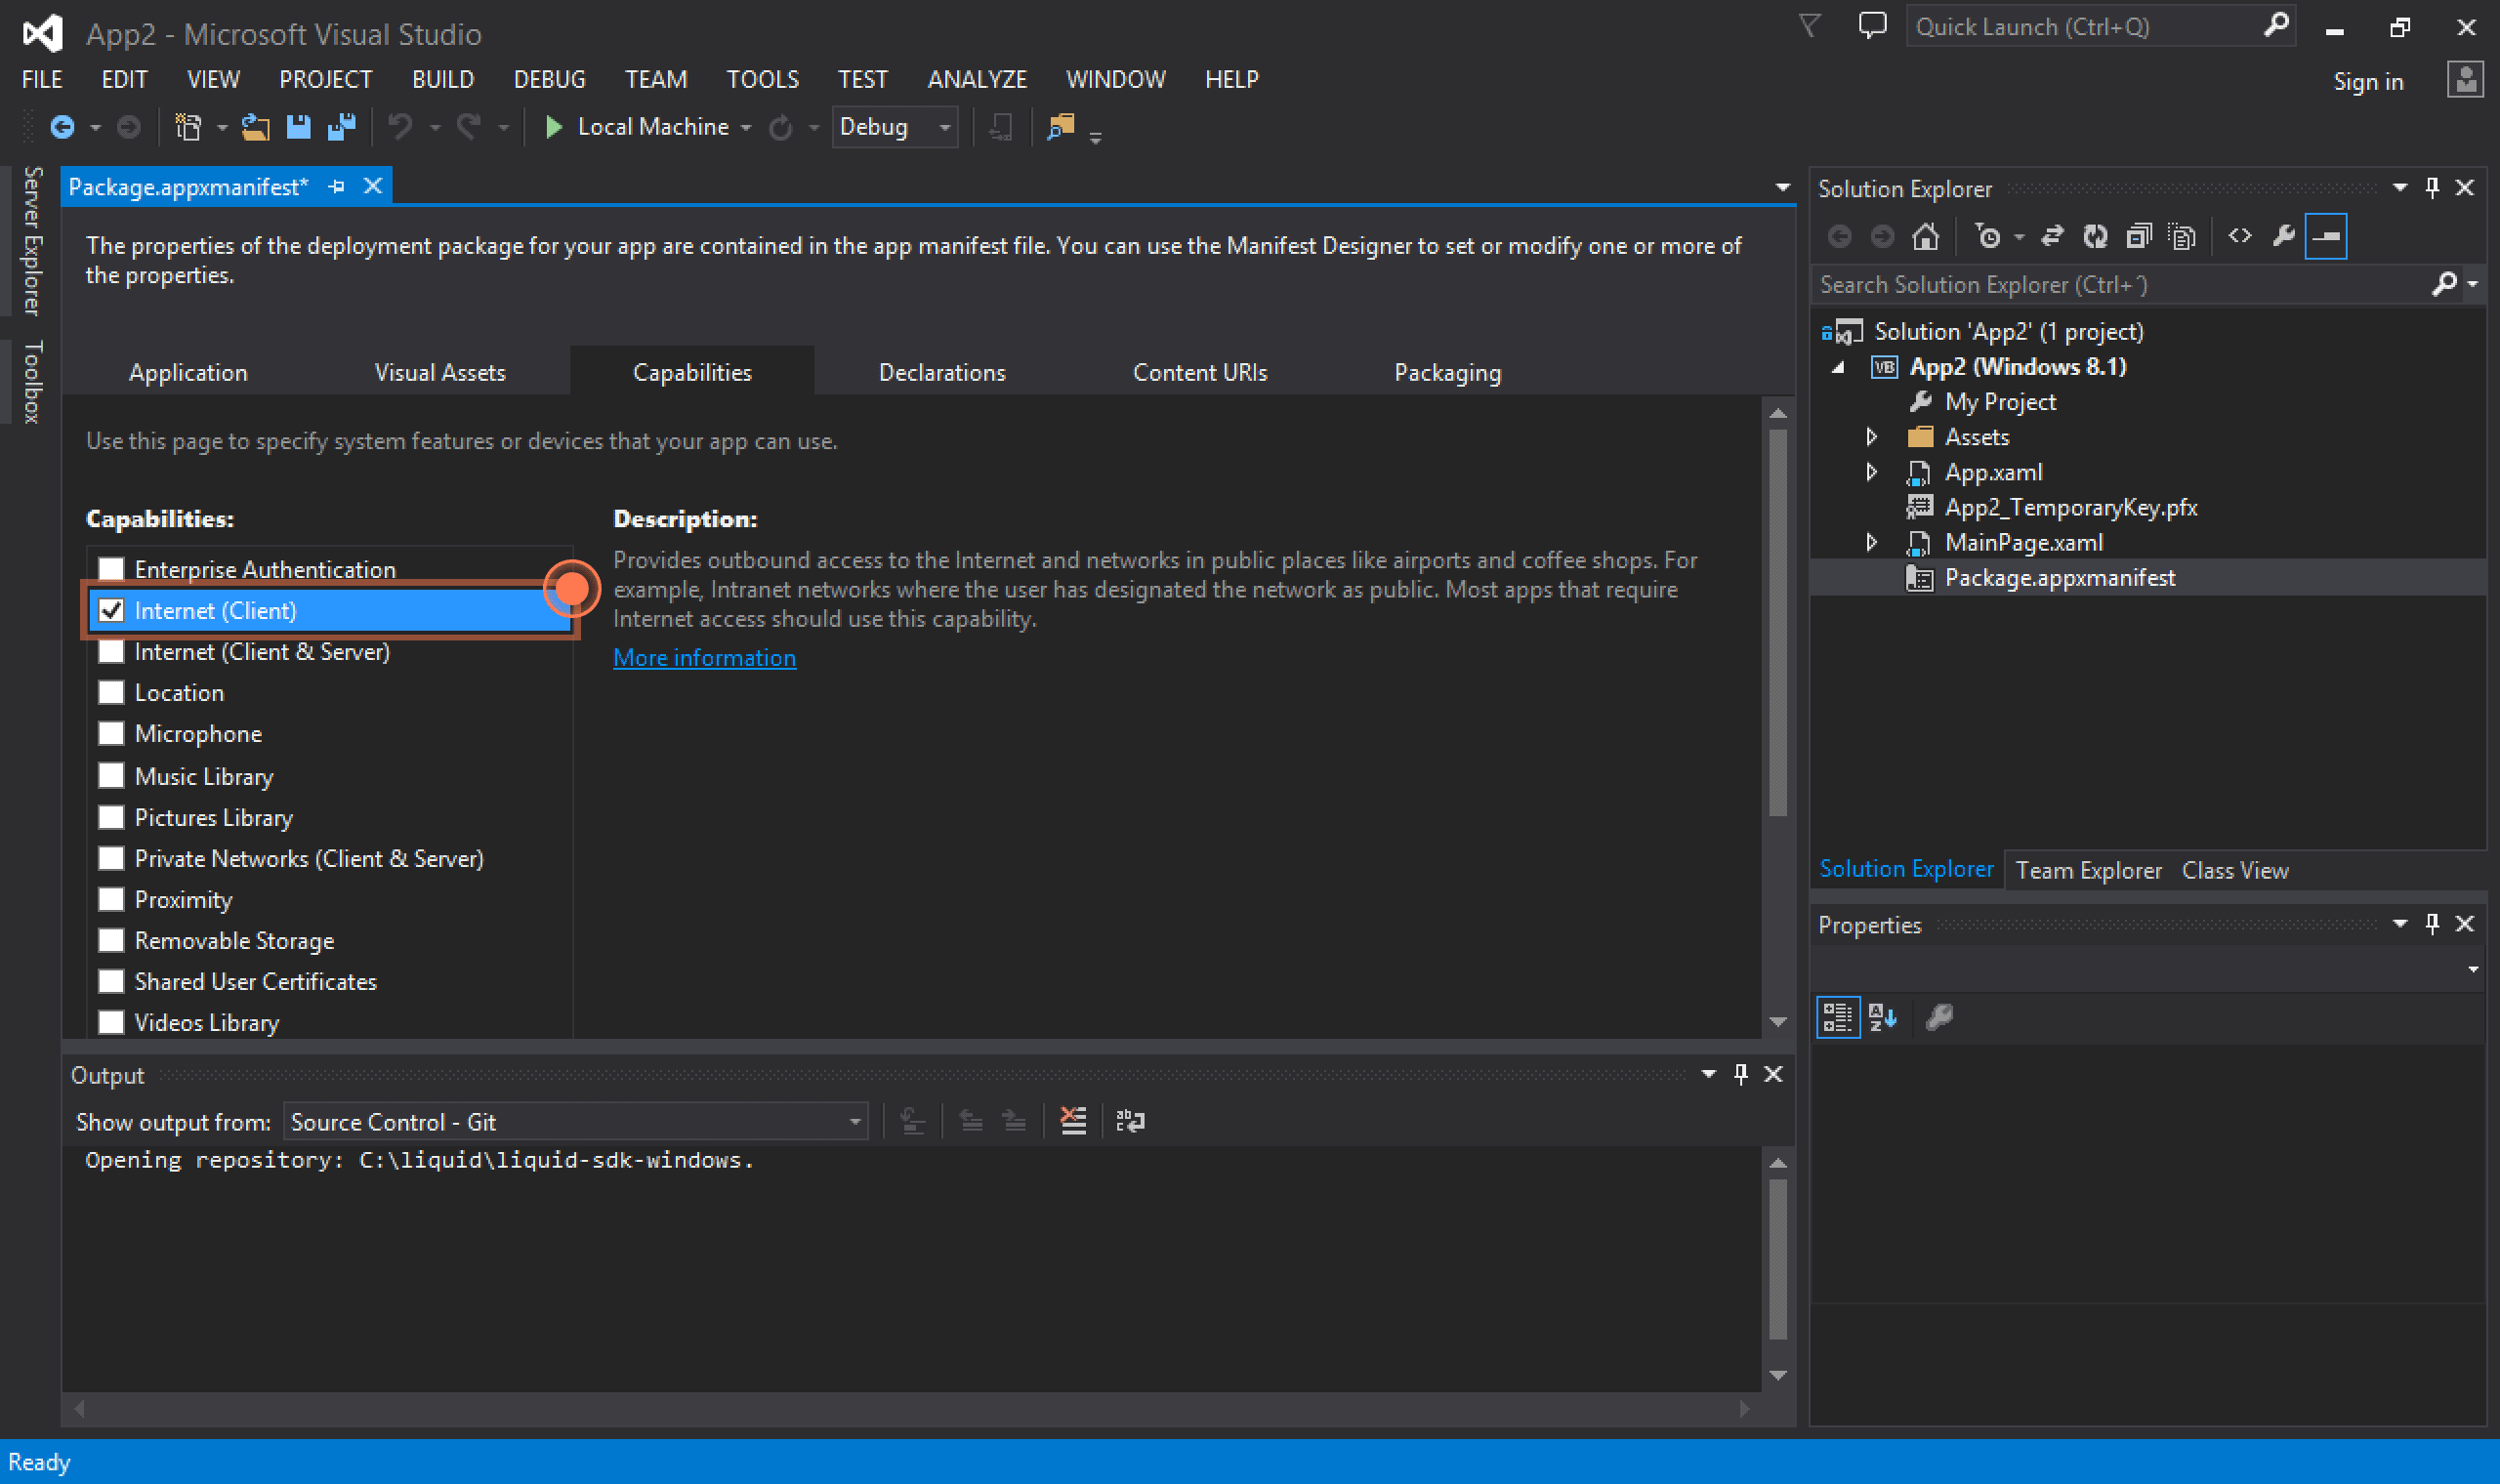 App2 - Microsoft Visual Studio
Quick Launch (Ctrl+Q)
FILE EDIT VIEW PROJECT BUILD DEBUG TEAM TOOLS TEST ANALYZE WINDOW HELP
Sign in
Local Machine
Debug
Server Explorer
Toolbox
Package.appxmanifest*
The properties of the deployment package for your app are contained in the app manifest file. You can use the Manifest Designer to set or modify one or more of
the properties.
Application Visual Assets Capabilities Declarations Content URIs Packaging
Use this page to specify system features or devices that your app can use.
Capabilities:
Enterprise Authentication
Internet (Client)
Internet (Client & Server)
Location
Microphone
Music Library
Pictures Library
Private Networks (Client & Server)
Proximity
Removable Storage
Shared User Certificates
Videos Library
Description:
Provides outbound access to the Internet and networks in public places like airports and coffee shops. For
example, Intranet networks where the user has designated the network as public. Most apps that require
Internet access should use this capability.
More information
Output
Show output from: Source Control - Git
Opening repository: C:\liquid\liquid-sdk-windows.
Solution Explorer
Search Solution Explorer (Ctrl+´)
Solution 'App2' (1 project)
VB App2 (Windows 8.1)
My Project
Assets
App.xaml
App2_TemporaryKey.pfx
MainPage.xaml
Package.appxmanifest
Solution Explorer Team Explorer Class View
Properties
Ready